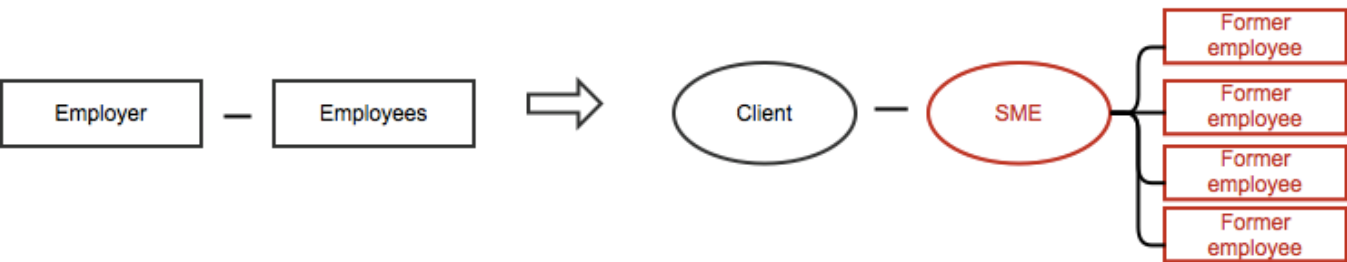 Employer
Employees
Client
SME
Former
employee
Former
employee
Former
employee
Former
employee